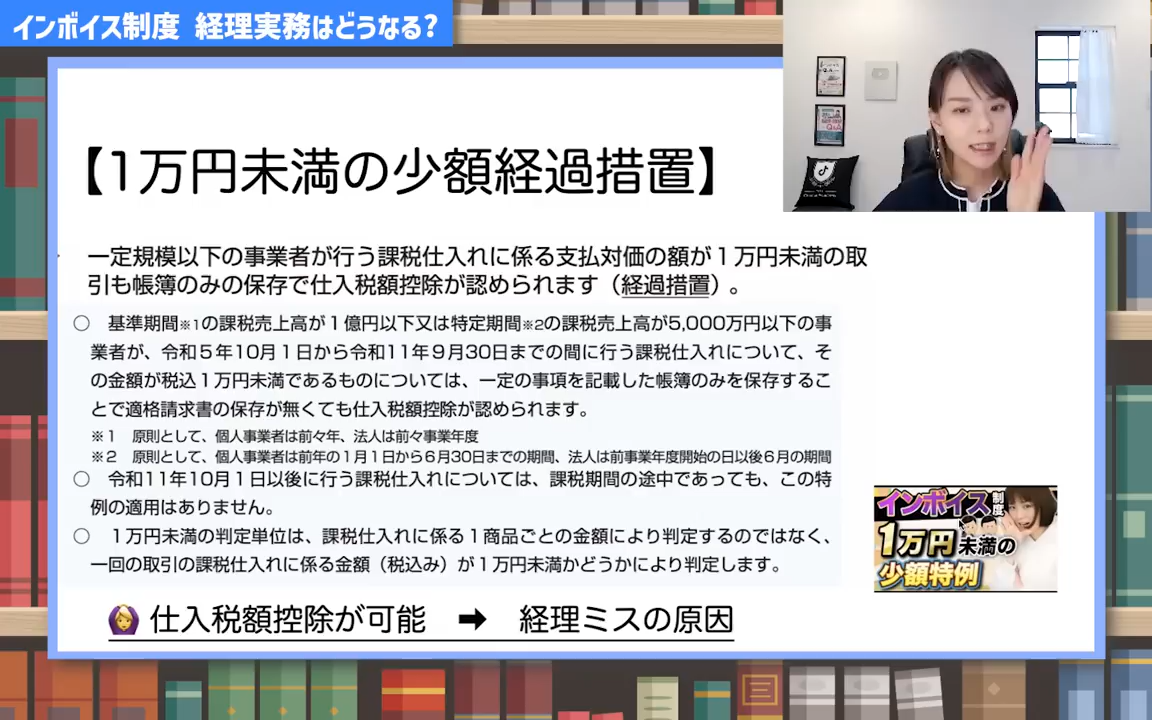 インボイス制度 経理実務はどうなる?
【1万円未満の少額経過措置】
一定規模以下の事業者が行う課税仕入れに係る支払対価の額が1万円未満の取
引も帳簿のみの保存で仕入税額控除が認められます（経過措置）。
○ 基準期間※1の課税売上高が1億円以下又は特定期間※2の課税売上高が5,000万円以下の事
業者が、令和5年10月1日から令和11年9月30日までの間に行う課税仕入れについて、そ
の金額が税込1万円未満であるものについては、一定の事項を記載した帳簿のみを保存するこ
とで適格請求書の保存が無くても仕入税額控除が認められます。
※1 原則として、個人事業者は前々年、法人は前々事業年度
※2 原則として、個人事業者は前年の1月1日から6月30日までの期間、法人は前事業年度開始の日以後6月の期間
○ 令和11年10月1日以後に行う課税仕入れについては、課税期間の途中であっても、この特
例の適用はありません。
○ 1万円未満の判定単位は、課税仕入れに係る1商品ごとの金額により判定するのではなく、
一回の取引の課税仕入れに係る金額（税込み）が1万円未満かどうかにより判定します。
🙆‍♀️ 仕入税額控除が可能 ➡ 経理ミスの原因
インボイス制度
1万円未満の
少額特例